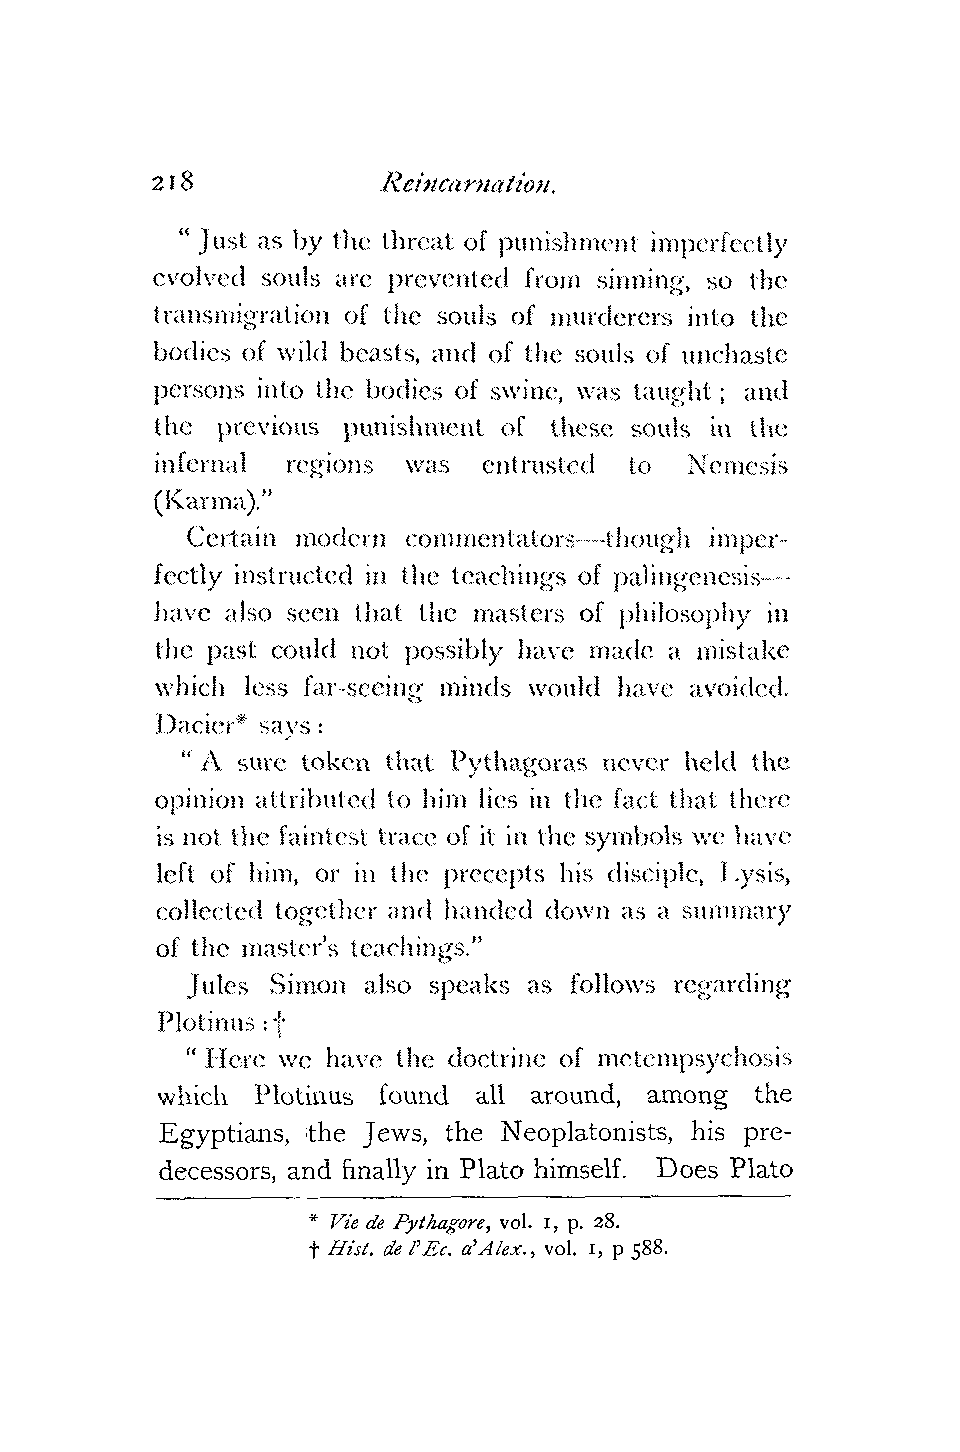 218 Reincarnation.
“ Just as by the threat of punishment imperfectly
evolved souls are prevented from sinning, so the
transmigration of the souls of murderers into the
bodies of wild beasts, and of the souls of unchaste
persons into the bodies of swine, was taught ; and
the previous punishment of these souls in the
infernal regions was entrusted to Nemesis
(Karma).”
Certain modern commentators—though imper-
fectly instructed in the teachings of palingenesis—
have also seen that the masters of philosophy in
the past could not possibly have made a mistake
which less far-seeing minds would have avoided.
Dacier* says :
“ A sure token that Pythagoras never held the
opinion attributed to him lies in the fact that there
is not the faintest trace of it in the symbols we have
left of him, or in the precepts his disciple, Lysis,
collected together and handed down as a summary
of the master’s teachings.”
Jules Simon also speaks as follows regarding
Plotinus :†
“ Here we have the doctrine of metempsychosis
which Plotinus found all around, among the
Egyptians, the Jews, the Neoplatonists, his pre-
decessors, and finally in Plato himself. Does Plato
* Vie de Pythagore, vol. 1, p. 28.
† Hist. de l’Ec. d’Alex., vol. 1, p 588.